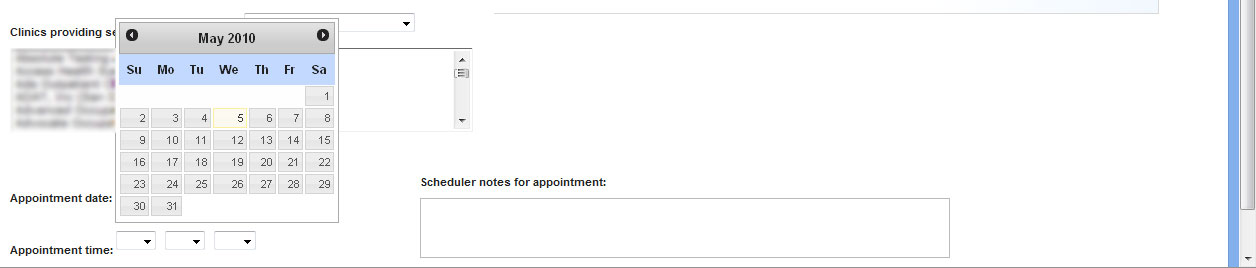 Clinics providing se
May 2010
Su Mo Tu We Th Fr Sa
1
2 3 4 5 6 7 8
9 10 11 12 13 14 15
16 17 18 19 20 21 22
23 24 25 26 27 28 29
30 31
Appointment date:
Scheduler notes for appointment:
Appointment time: